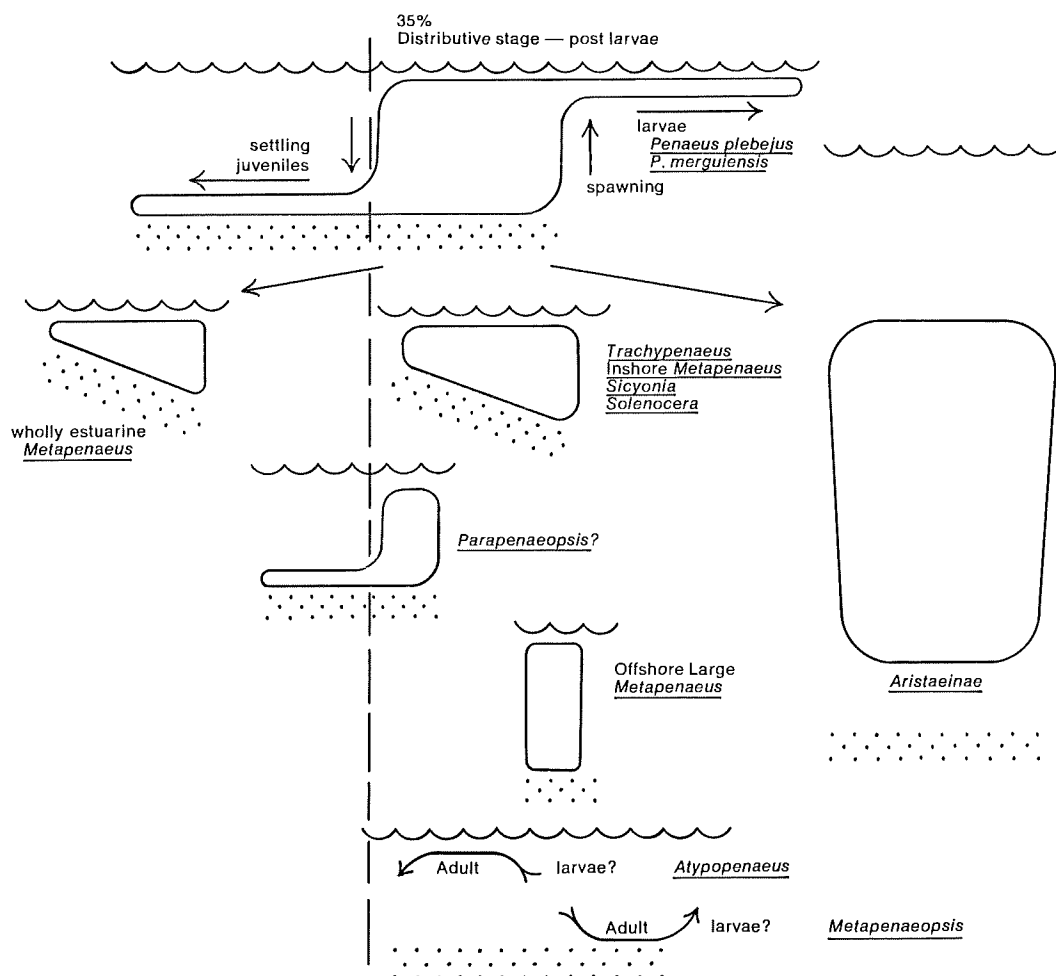 35%
Distributive stage — post larvae
settling
juveniles
larvae
Penaeus plebejus
P. merguiensis
spawning
Trachypenaeus
Inshore Metapenaeus
Sicyonia
Solenocera
wholly estuarine
Metapenaeus
Parapenaeopsis?
Offshore Large
Metapenaeus
Aristaeinae
Adult
larvae?
Atypopenaeus
Adult
larvae?
Metapenaeopsis